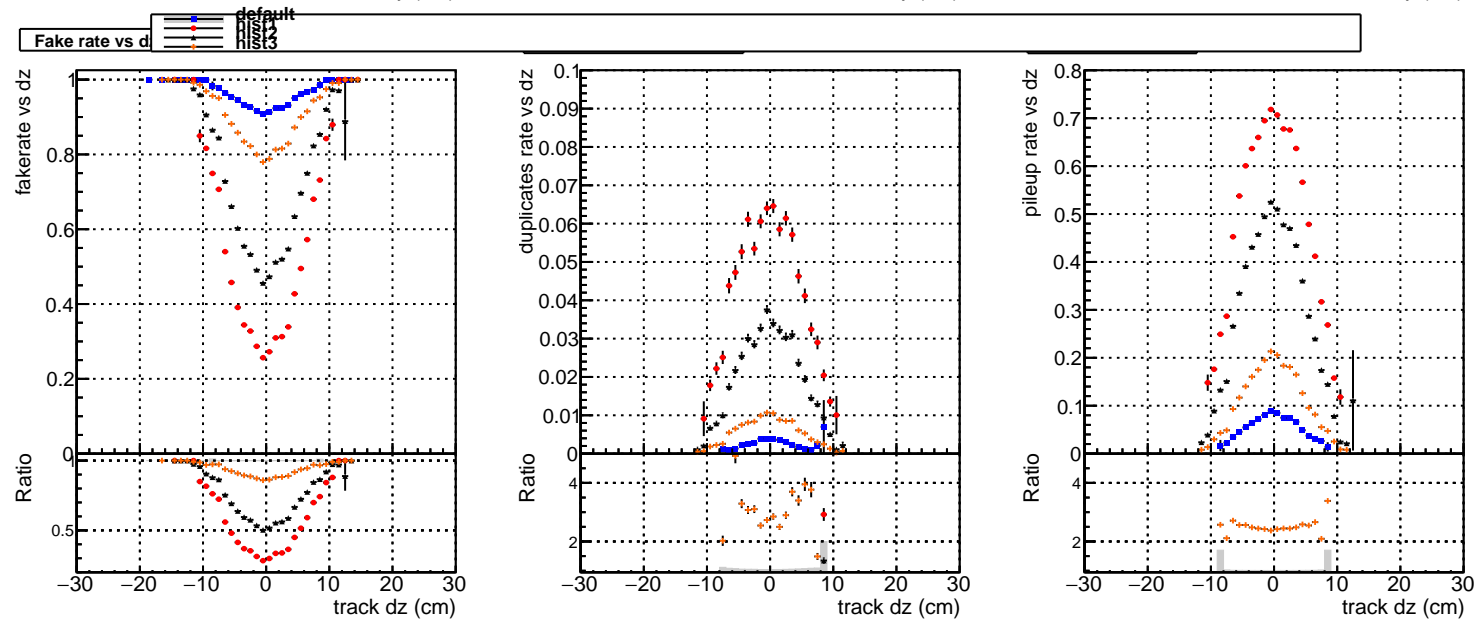 default
hist1
hist2
hist3
Fake rate vs dz
fakerate vs dz
1
0.8
0.6
0.4
0.2
0
Ratio
1
0.5
−30 −20 −10 0 10 20 30
track dz (cm)
duplicates rate vs dz
0.1
0.09
0.08
0.07
0.06
0.05
0.04
0.03
0.02
0.01
0
Ratio
4
2
−30 −20 −10 0 10 20 30
track dz (cm)
pileup rate vs dz
0.8
0.7
0.6
0.5
0.4
0.3
0.2
0.1
0
Ratio
4
2
−30 −20 −10 0 10 20 30
track dz (cm)